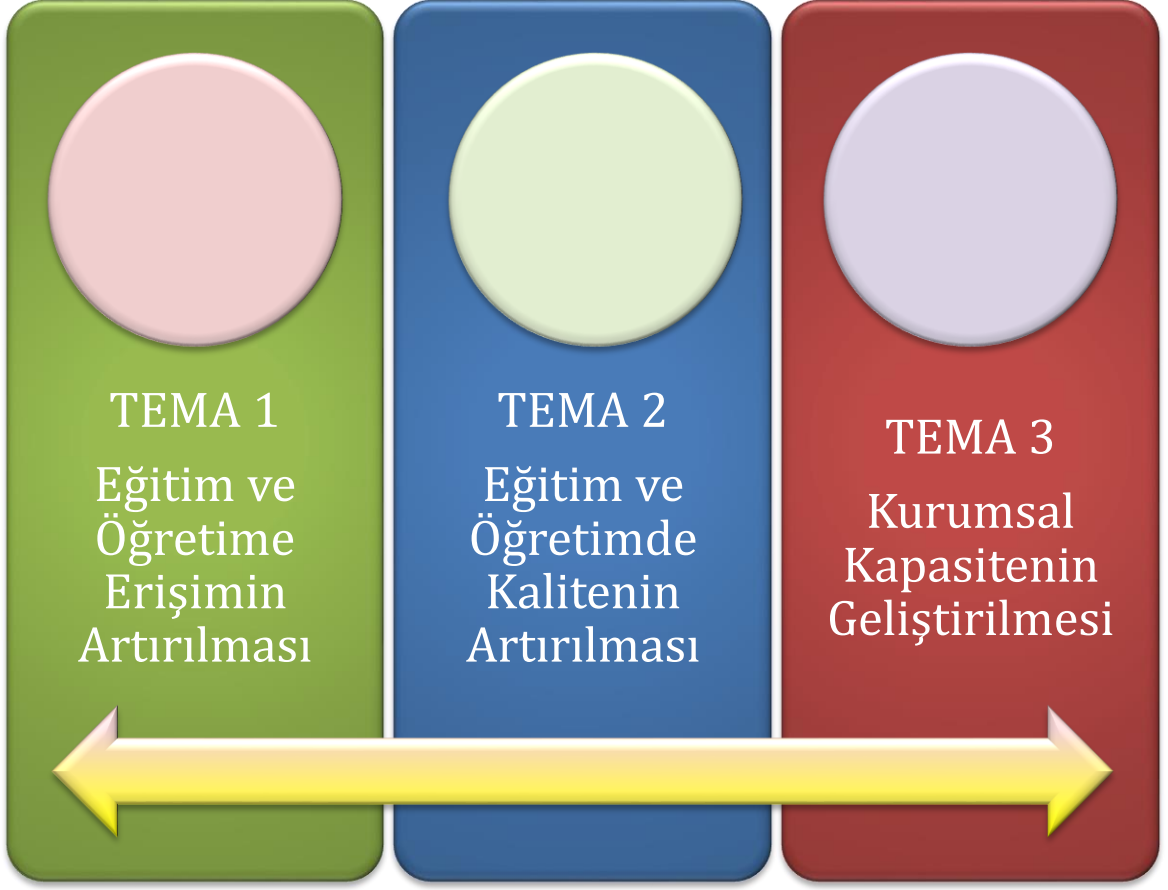 TEMA 1
Eğitim ve
Öğretime
Erişimin
Artırılması
TEMA 2
Eğitim ve
Öğretimde
Kalitenin
Artırılması
TEMA 3
Kurumsal
Kapasitenin
Geliştirilmesi